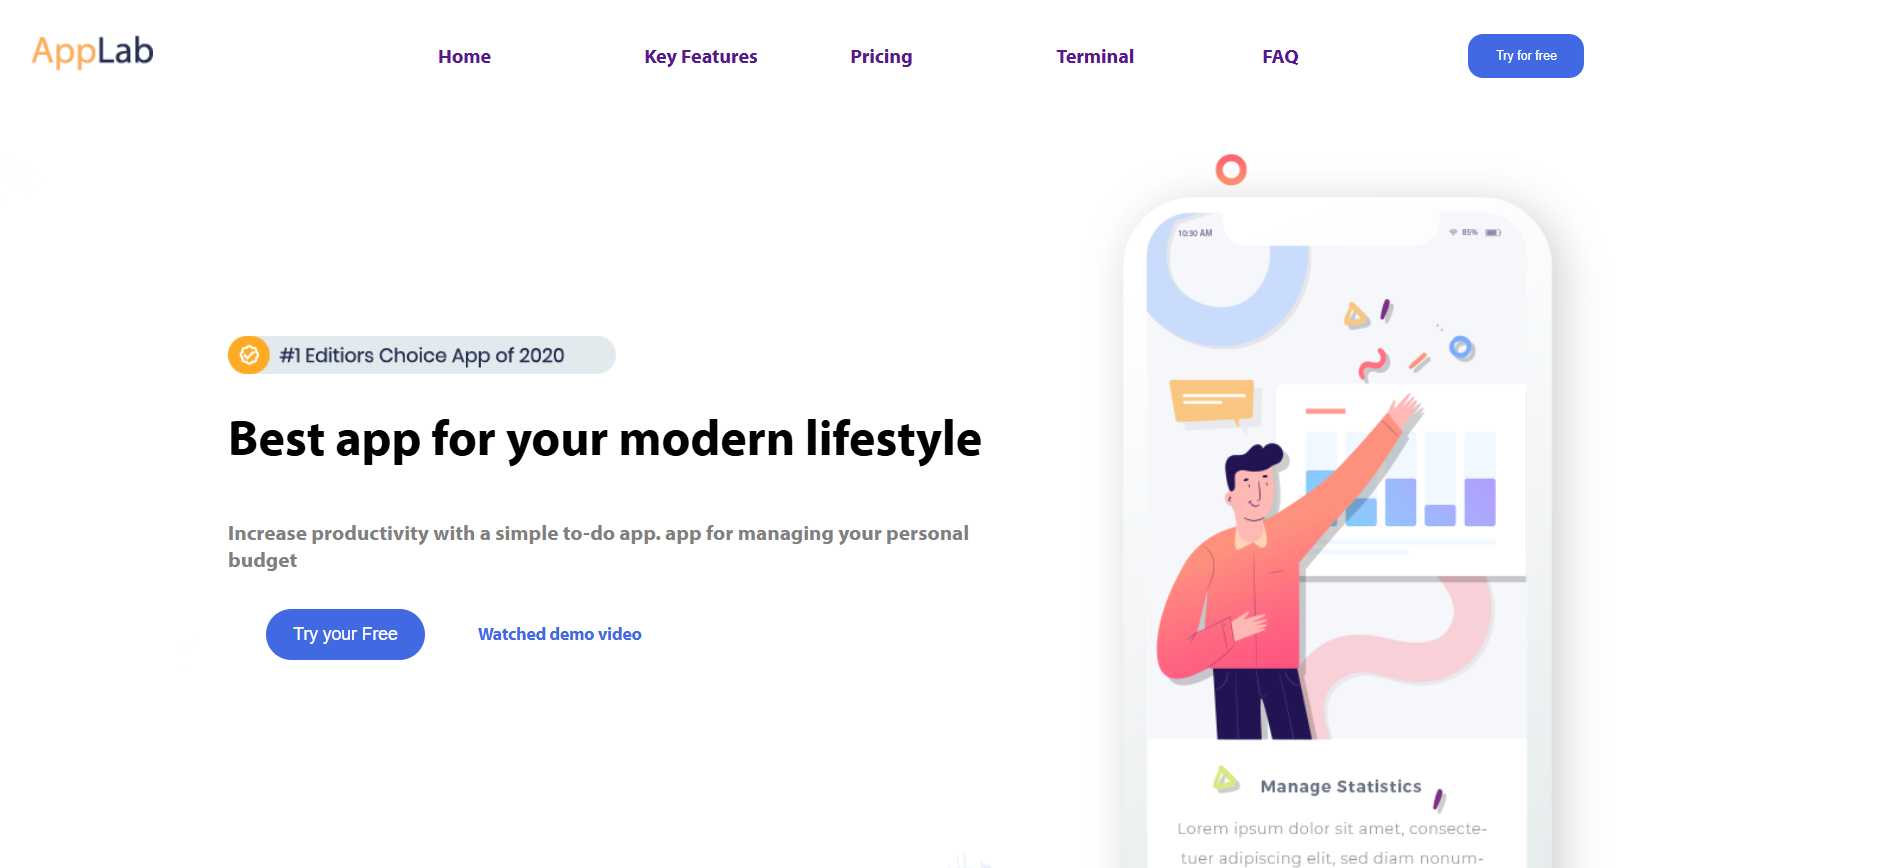 AppLab
Home
Key Features
Pricing
Terminal
FAQ
Try for free
#1 Editiors Choice App of 2020
Best app for your modern lifestyle
Increase productivity with a simple to-do app. app for managing your personal
budget
Try your Free
Watched demo video
10:30 AM
85%
Manage Statistics
Lorem ipsum dolor sit amet, consecte-
tuer adipiscing elit, sed diam nonum-